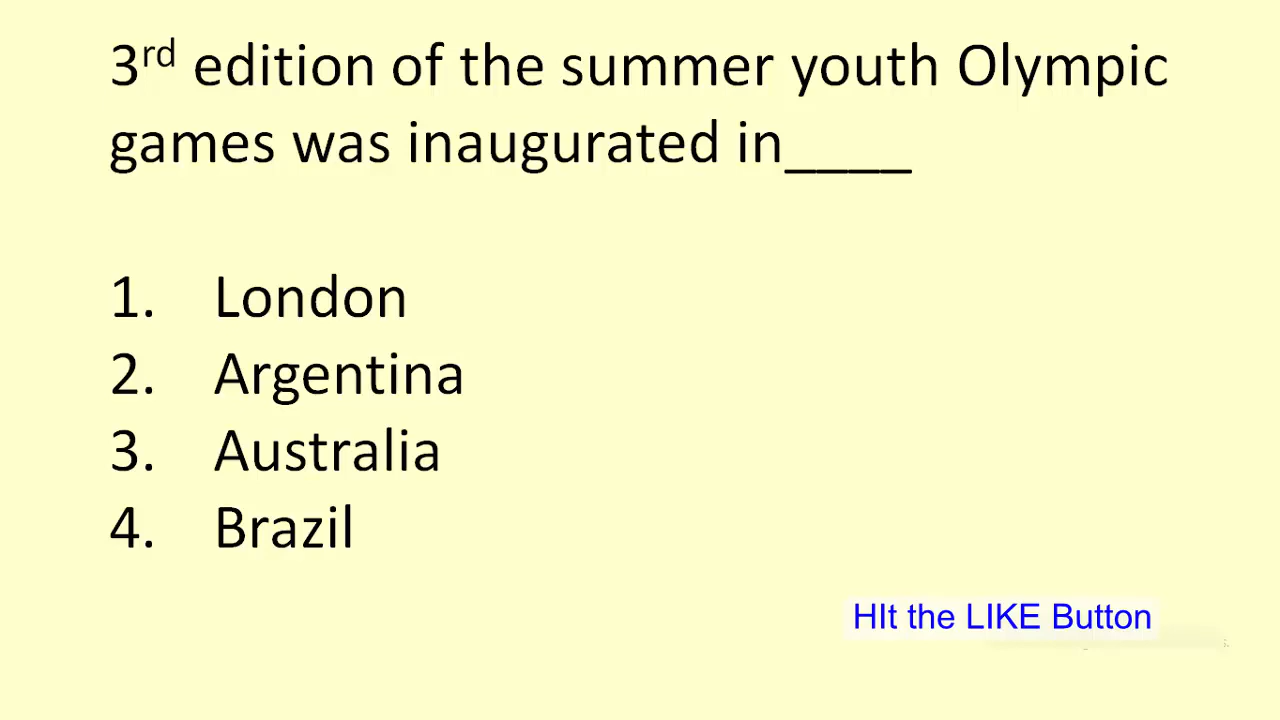 3rd edition of the summer youth Olympic
games was inaugurated in____
1. London
2. Argentina
3. Australia
4. Brazil
HIt the LIKE Button